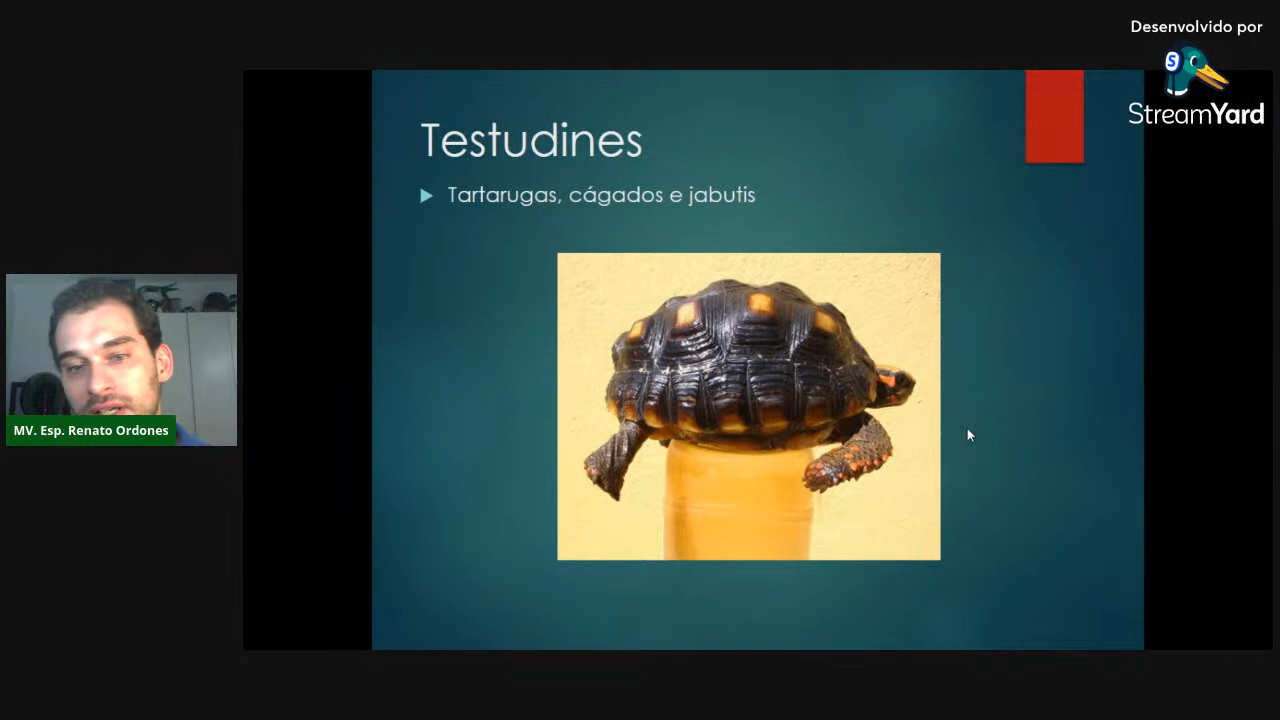 Desenvolvido por
S
StreamYard
Testudines
Tartarugas, cágados e jabutis
MV. Esp. Renato Ordones